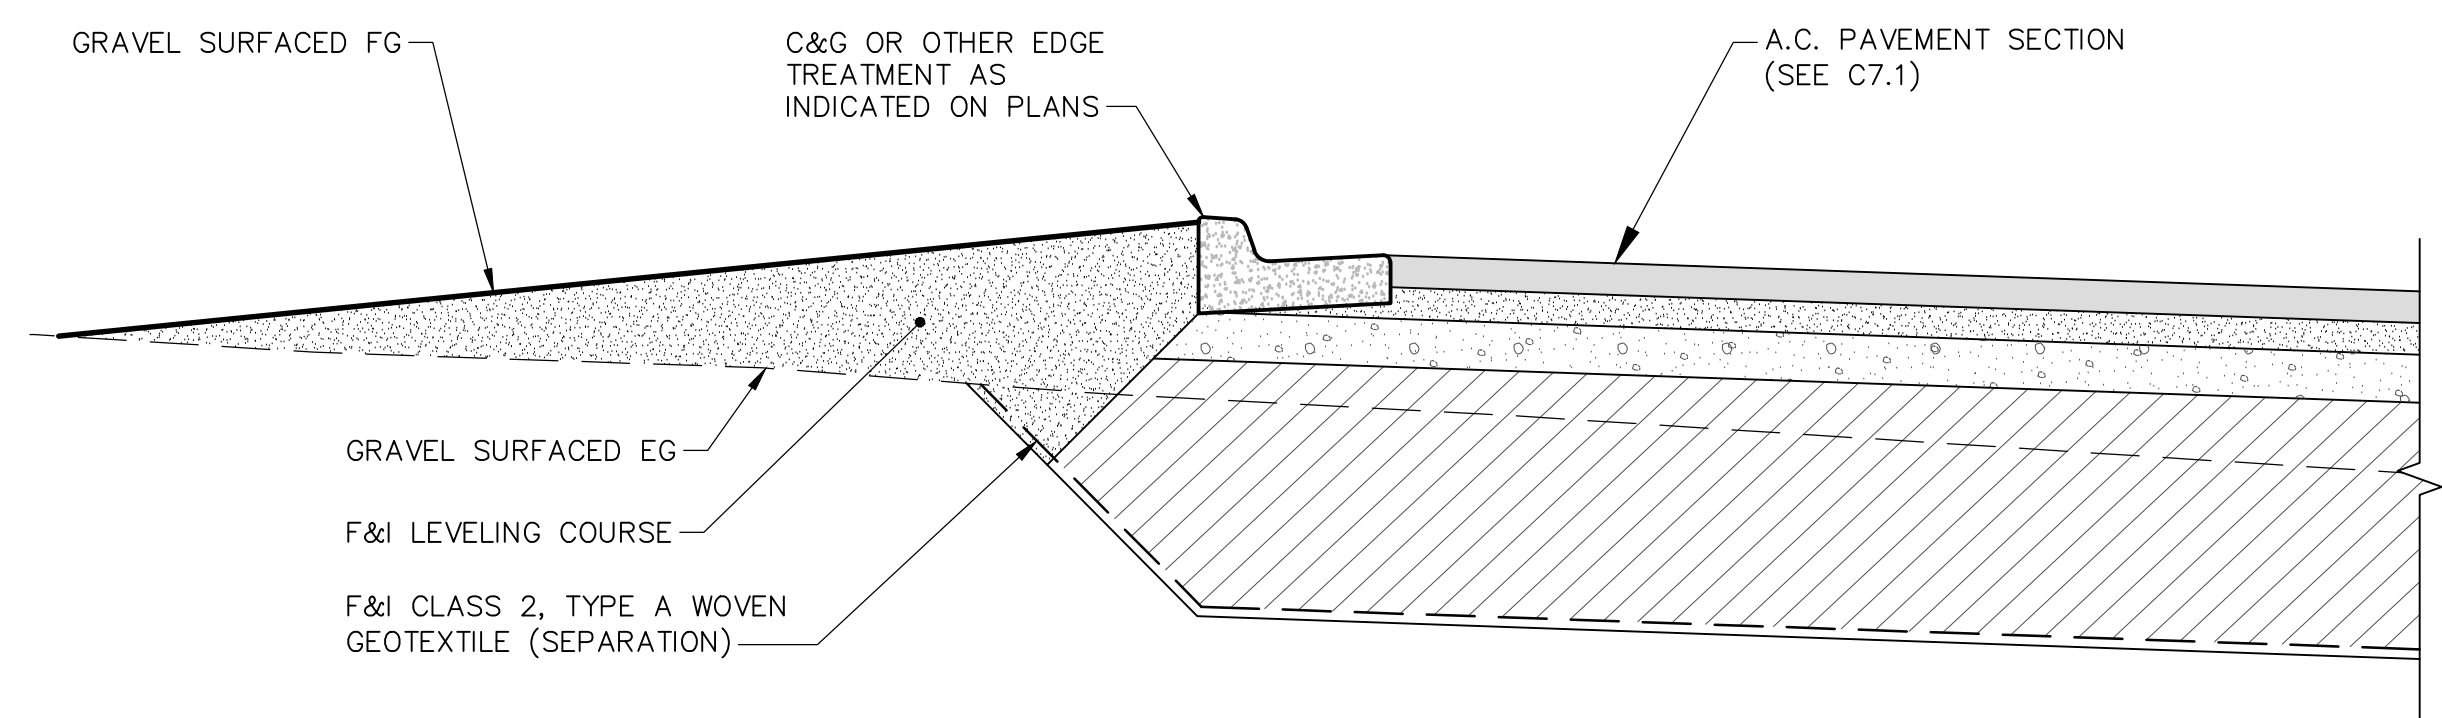 GRAVEL SURFACED FG
C&G OR OTHER EDGE
TREATMENT AS
INDICATED ON PLANS
A.C. PAVEMENT SECTION
(SEE C7.1)
GRAVEL SURFACED EG
F&I LEVELING COURSE
F&I CLASS 2, TYPE A WOVEN
GEOTEXTILE (SEPARATION)